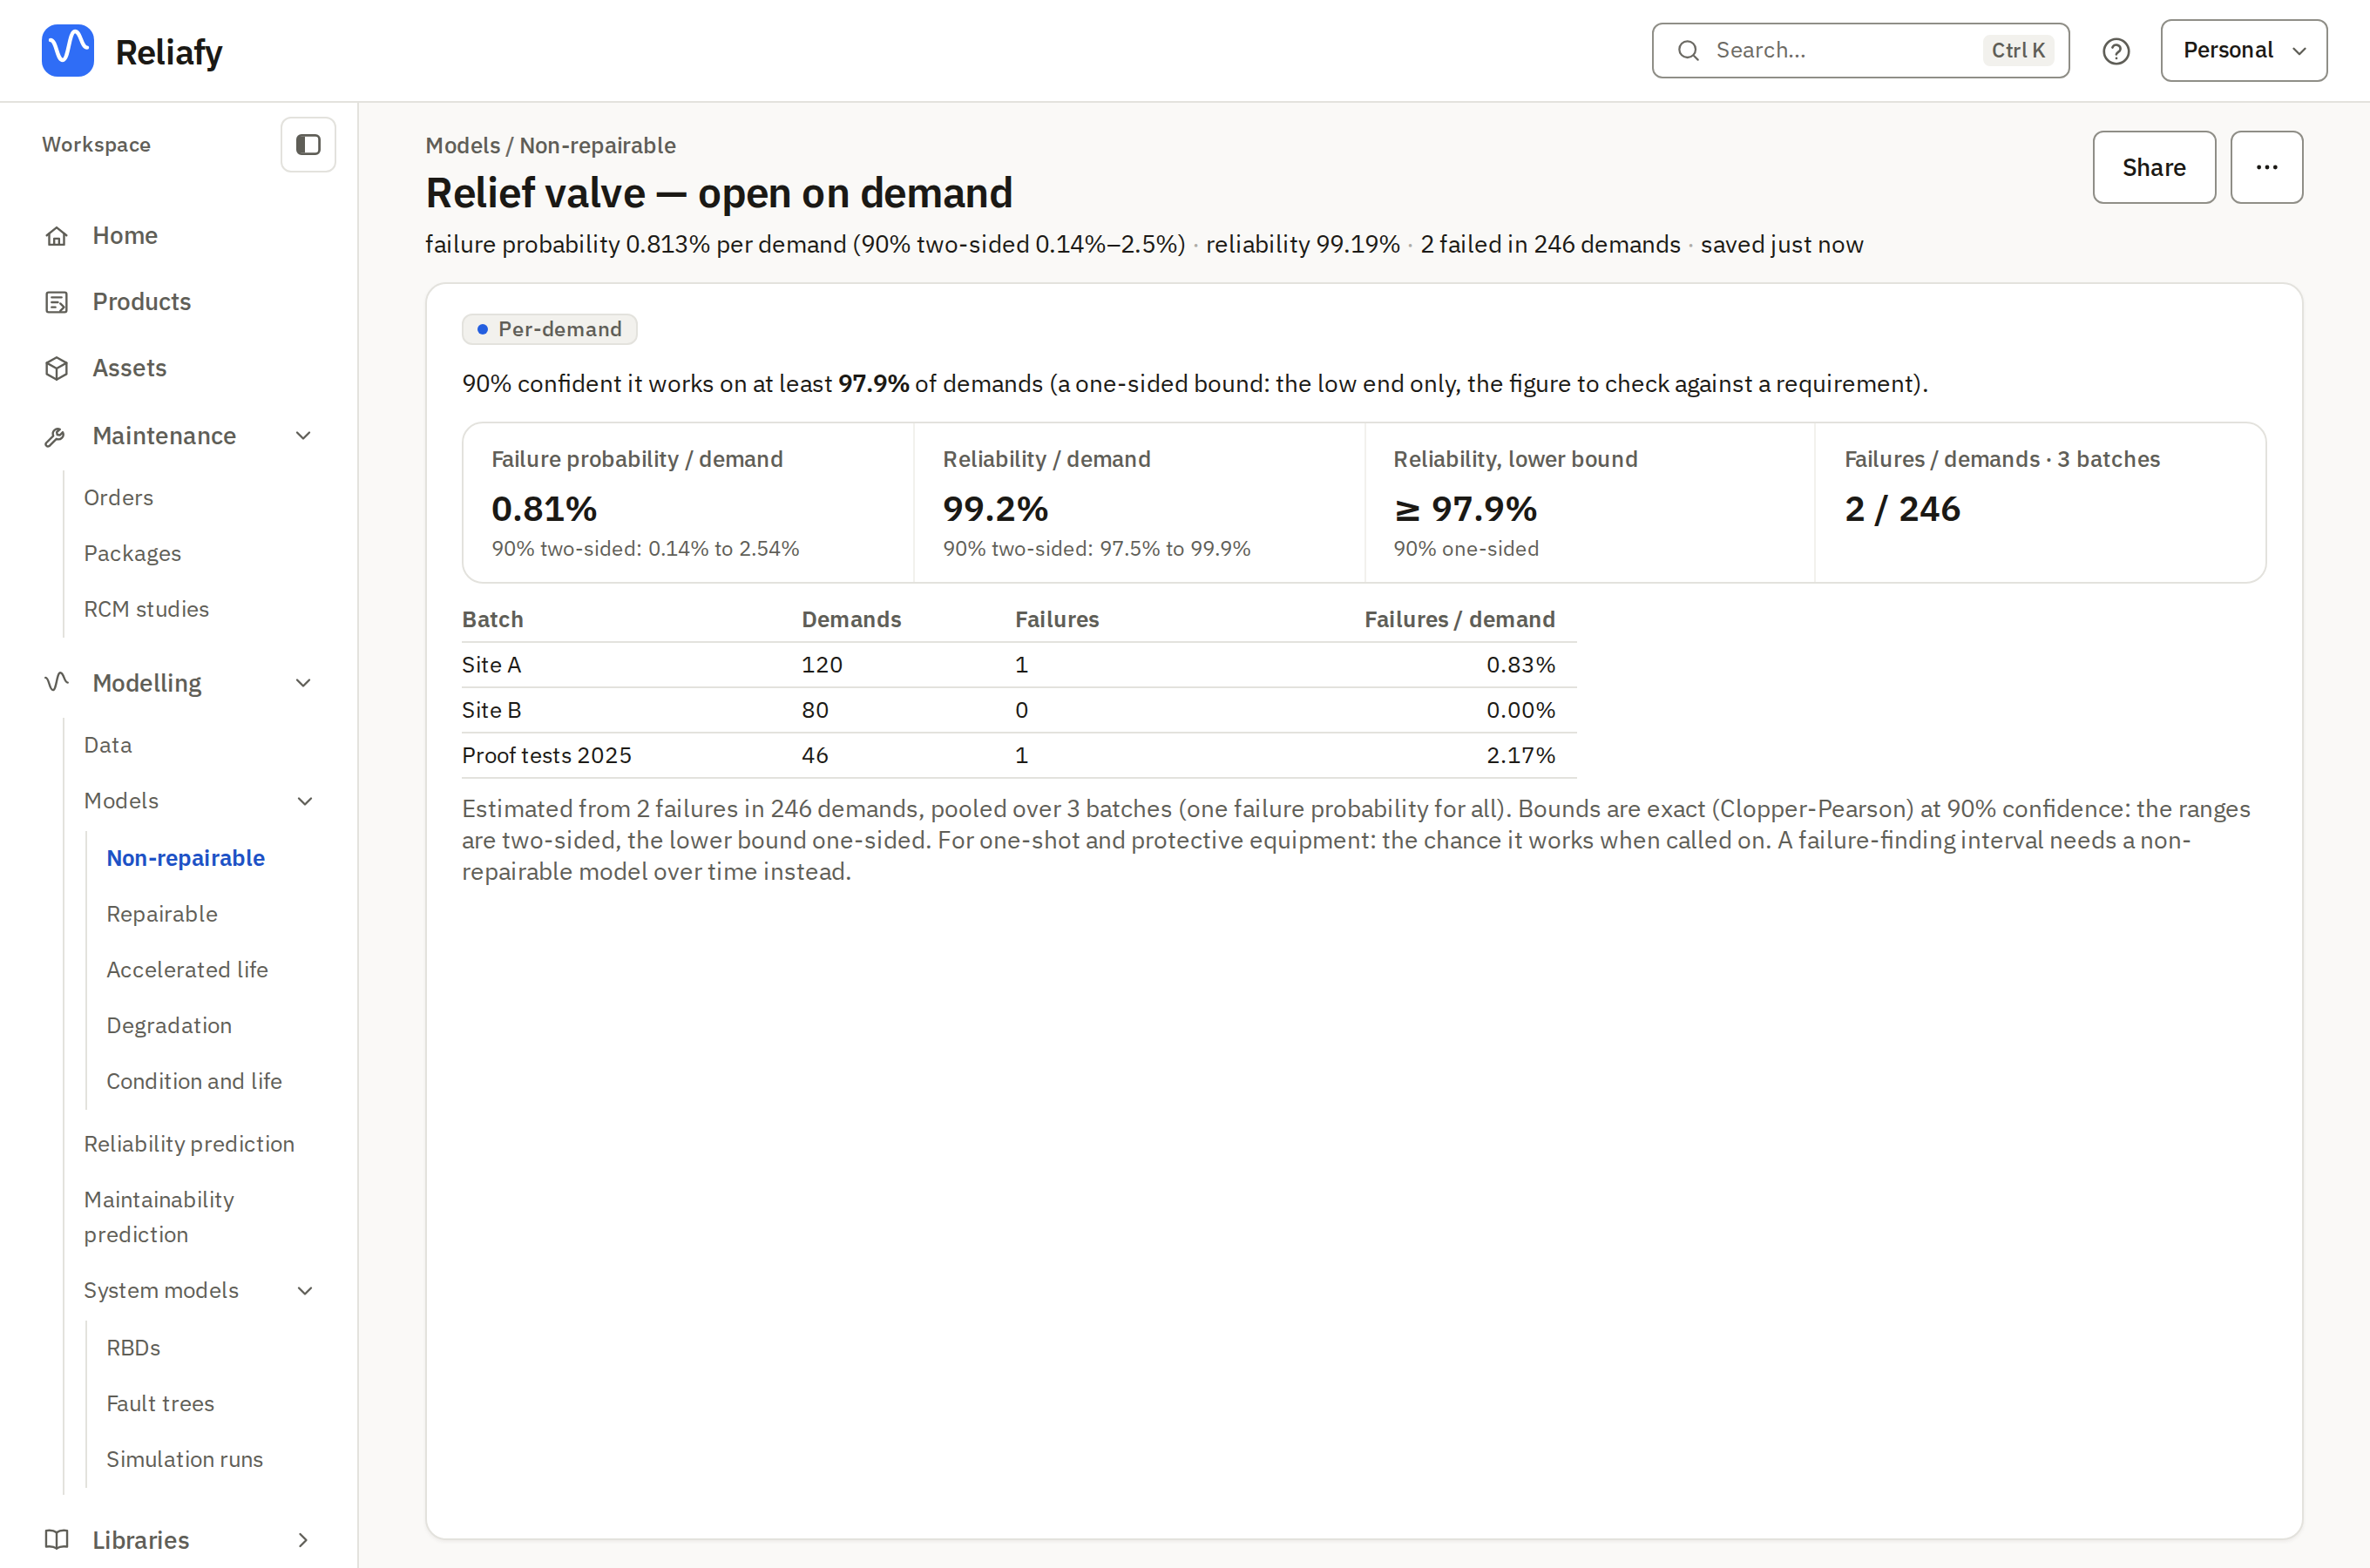 Reliafy
Search...
Ctrl K
Personal
Workspace
Home
Products
Assets
Maintenance
Orders
Packages
RCM studies
Modelling
Data
Models
Non-repairable
Repairable
Accelerated life
Degradation
Condition and life
Reliability prediction
Maintainability
prediction
System models
RBDs
Fault trees
Simulation runs
Libraries
Models / Non-repairable
Relief valve — open on demand
failure probability 0.813% per demand (90% two-sided 0.14%–2.5%) · reliability 99.19% · 2 failed in 246 demands · saved just now
Share
...
Per-demand
90% confident it works on at least 97.9% of demands (a one-sided bound: the low end only, the figure to check against a requirement).
Failure probability / demand
0.81%
90% two-sided: 0.14% to 2.54%
Reliability / demand
99.2%
90% two-sided: 97.5% to 99.9%
Reliability, lower bound
≥ 97.9%
90% one-sided
Failures / demands · 3 batches
2 / 246
Batch Demands Failures Failures / demand
Site A 120 1 0.83%
Site B 80 0 0.00%
Proof tests 2025 46 1 2.17%
Estimated from 2 failures in 246 demands, pooled over 3 batches (one failure probability for all). Bounds are exact (Clopper-Pearson) at 90% confidence: the ranges
are two-sided, the lower bound one-sided. For one-shot and protective equipment: the chance it works when called on. A failure-finding interval needs a non-
repairable model over time instead.